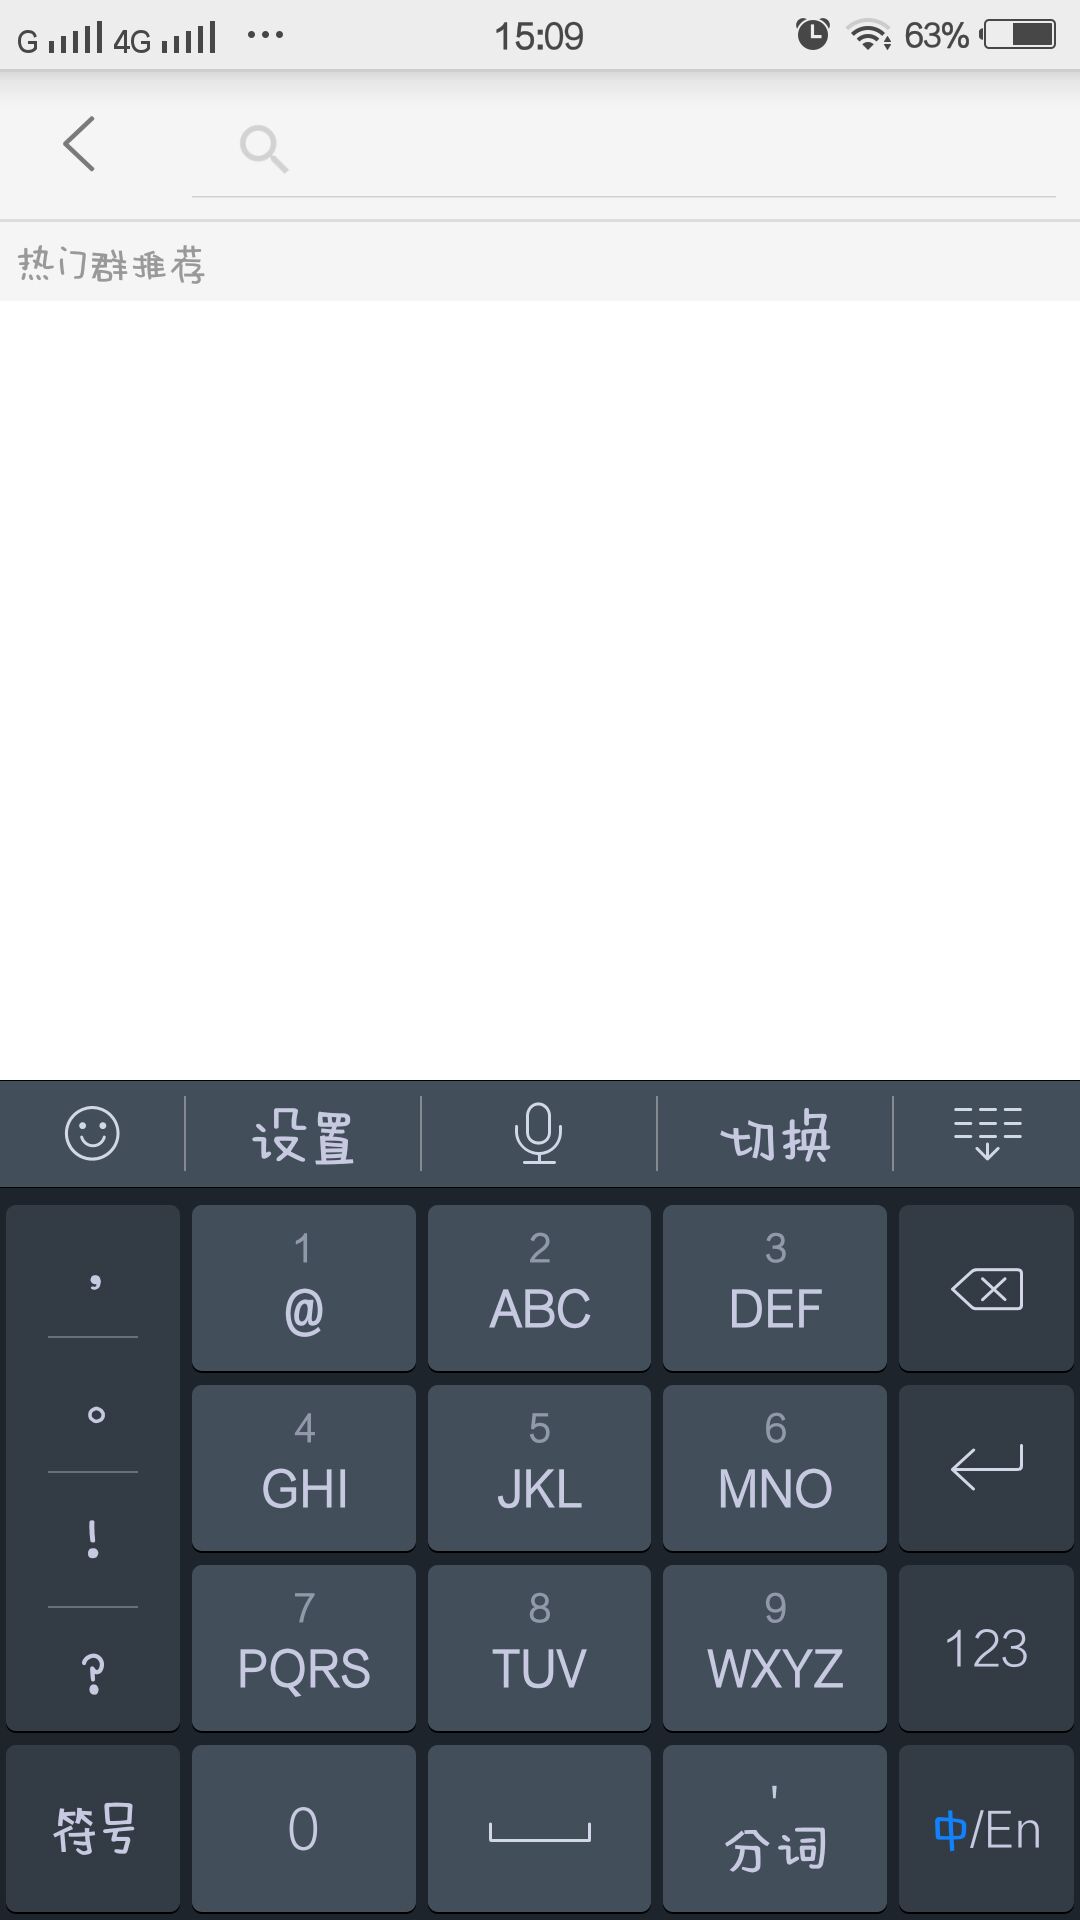 G 4G ... 15:09 63%
热门群推荐
设置 切换
, 1 2 3
@ ABC DEF
。 4 5 6
GHI JKL MNO
! 7 8 9
? PQRS TUV WXYZ 123
符号 0 ' 分词 中/En